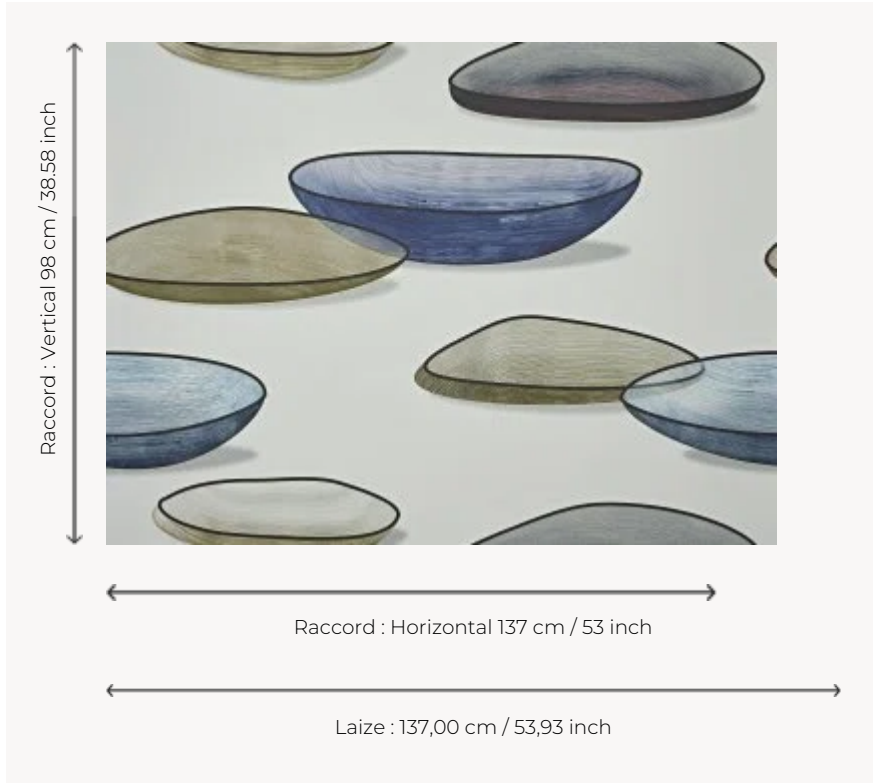 Raccord : Vertical 98 cm / 38.58 inch
Raccord : Horizontal 137 cm / 53 inch
Laize : 137,00 cm / 53,93 inch